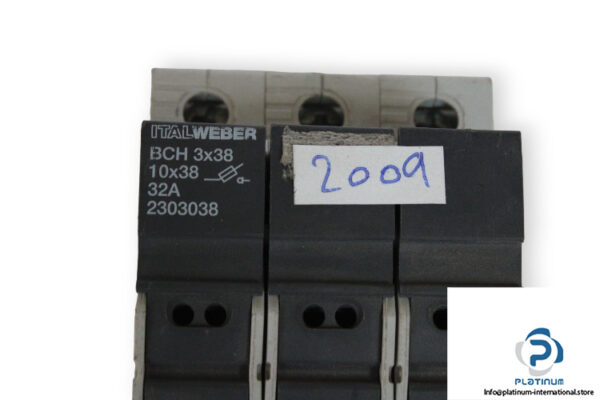 ITALWEBER
BCH 3x38
10x38
32A
2303038
2009
PLATINUM
info@platinum-international.store